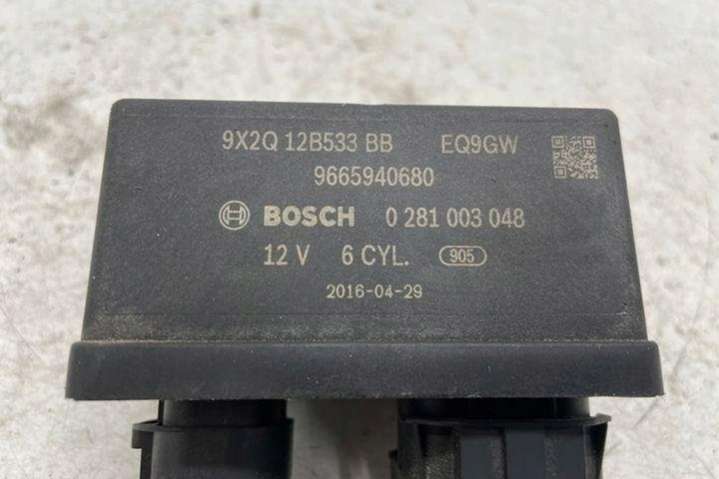 9X2Q 12B533 BB EQ9GW
9665940680
BOSCH 0 281 003 048
12 V 6 CYL. 905
2016-04-29